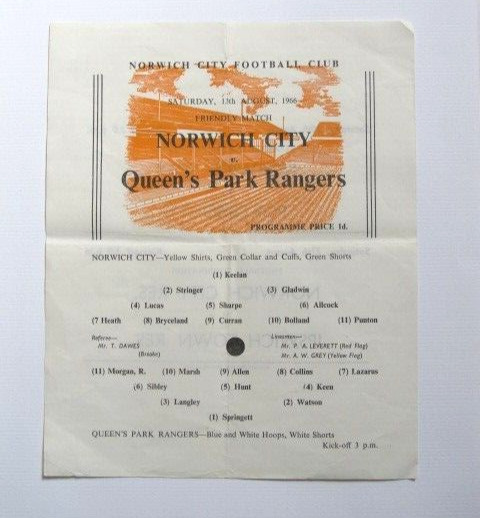 NORWICH CITY FOOTBALL CLUB
SATURDAY, 13th AUGUST, 1966
FRIENDLY MATCH
NORWICH CITY
v.
Queen's Park Rangers
PROGRAMME PRICE 1d.
NORWICH CITY—Yellow Shirts, Green Collar and Cuffs, Green Shorts
(1) Keelan
(2) Stringer (3) Gladwin
(4) Lucas (5) Sharpe (6) Allcock
(7 Heath (8) Bryceland (9) Curran (10) Bolland (11) Punton
Referee— Linesmen—
Mr. T. DAWES Mr. P. A. LEVERETT (Red Flag)
Mr. A. W. GREY (Yellow Flag)
(11) Morgan, R. (10) Marsh (9) Allen (8) Collins (7) Lazarus
(6) Sibley (5) Hunt (4) Keen
(3) Langley (2) Watson
(1) Springett
QUEEN'S PARK RANGERS—Blue and White Hoops, White Shorts
Kick-off 3 p.m.